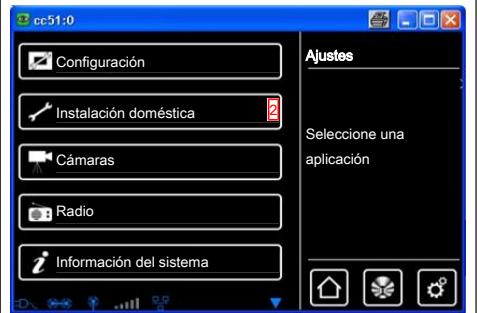 cc51:0
Configuración
Instalación doméstica
2
Cámaras
Radio
Información del sistema
Ajustes
Seleccione una
aplicación